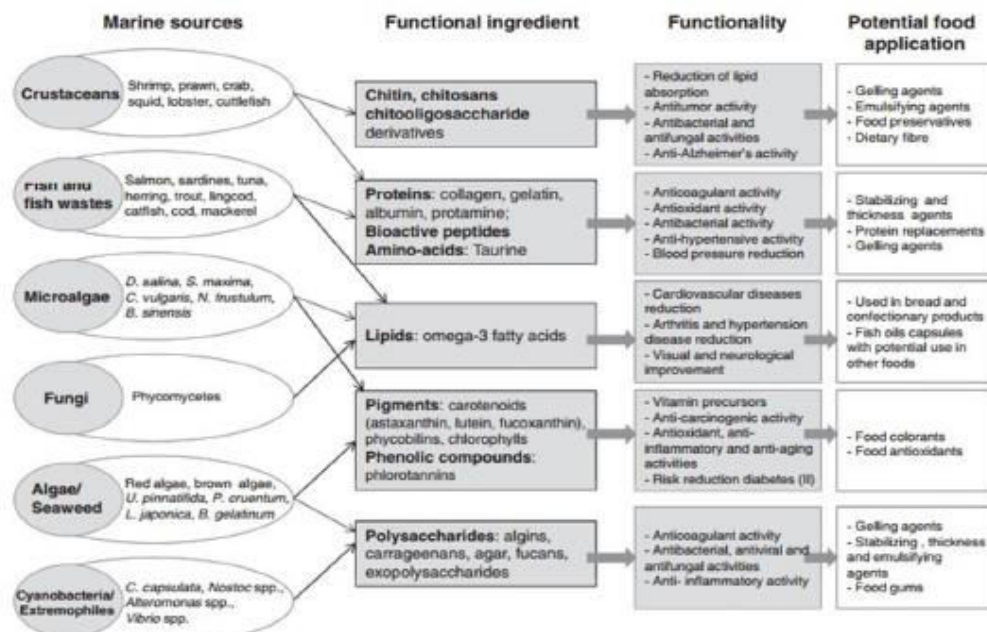 Marine sources
Functional ingredient
Functionality
Potential food
application
Crustaceans
Shrimp, prawn, crab,
squid, lobster, cuttlefish
Chitin, chitosans
chitooligosaccharide
derivatives
- Reduction of lipid
absorption
- Antitumor activity
- Antibacterial and
antifungal activities
- Anti-Alzheimer's activity
- Gelling agents
- Emulsifying agents
- Food preservatives
- Dietary fibre
Fish and
fish wastes
Salmon, sardines, tuna,
herring, trout, lingcod,
catfish, cod, mackerel
Proteins: collagen, gelatin,
albumin, protamine;
Bioactive peptides
Amino-acids: Taurine
- Anticoagulant activity
- Antioxidant activity
- Antibacterial activity
- Anti-hypertensive activity
- Blood pressure reduction
- Stabilizing and
thickness agents
- Protein replacements
- Gelling agents
Microalgae
D. salina, S. maxima,
C. vulgaris, N. frustulum,
B. sinensis
Lipids: omega-3 fatty acids
- Cardiovascular diseases
reduction
- Arthritis and hypertension
disease reduction
- Visual and neurological
improvement
- Used in bread and
confectionary products
- Fish oils capsules
with potential use in
other foods
Fungi
Phycomycetes
Pigments: carotenoids
(astaxanthin, lutein, fucoxanthin),
phycobilins, chlorophylls
Phenolic compounds:
phlorotannins
- Vitamin precursors
- Anti-carcinogenic activity
- Antioxidant, anti-
inflammatory and anti-aging
activities
- Risk reduction diabetes (II)
- Food colorants
- Food antioxidants
Algae/
Seaweed
Red algae, brown algae,
U. pinnatifida, P. cruentum,
L. japonica, B. gelatinum
Polysaccharides: algins,
carrageenans, agar, fucans,
exopolysaccharides
- Anticoagulant activity
- Antibacterial, antiviral and
antifungal activities
- Anti- inflammatory activity
- Gelling agents
- Stabilizing , thickness
and emulsifying
agents
- Food gums
Cyanobacteria/
Extremophiles
C. capsulata, Nostoc spp.,
Alteromonas spp.,
Vibrio spp.